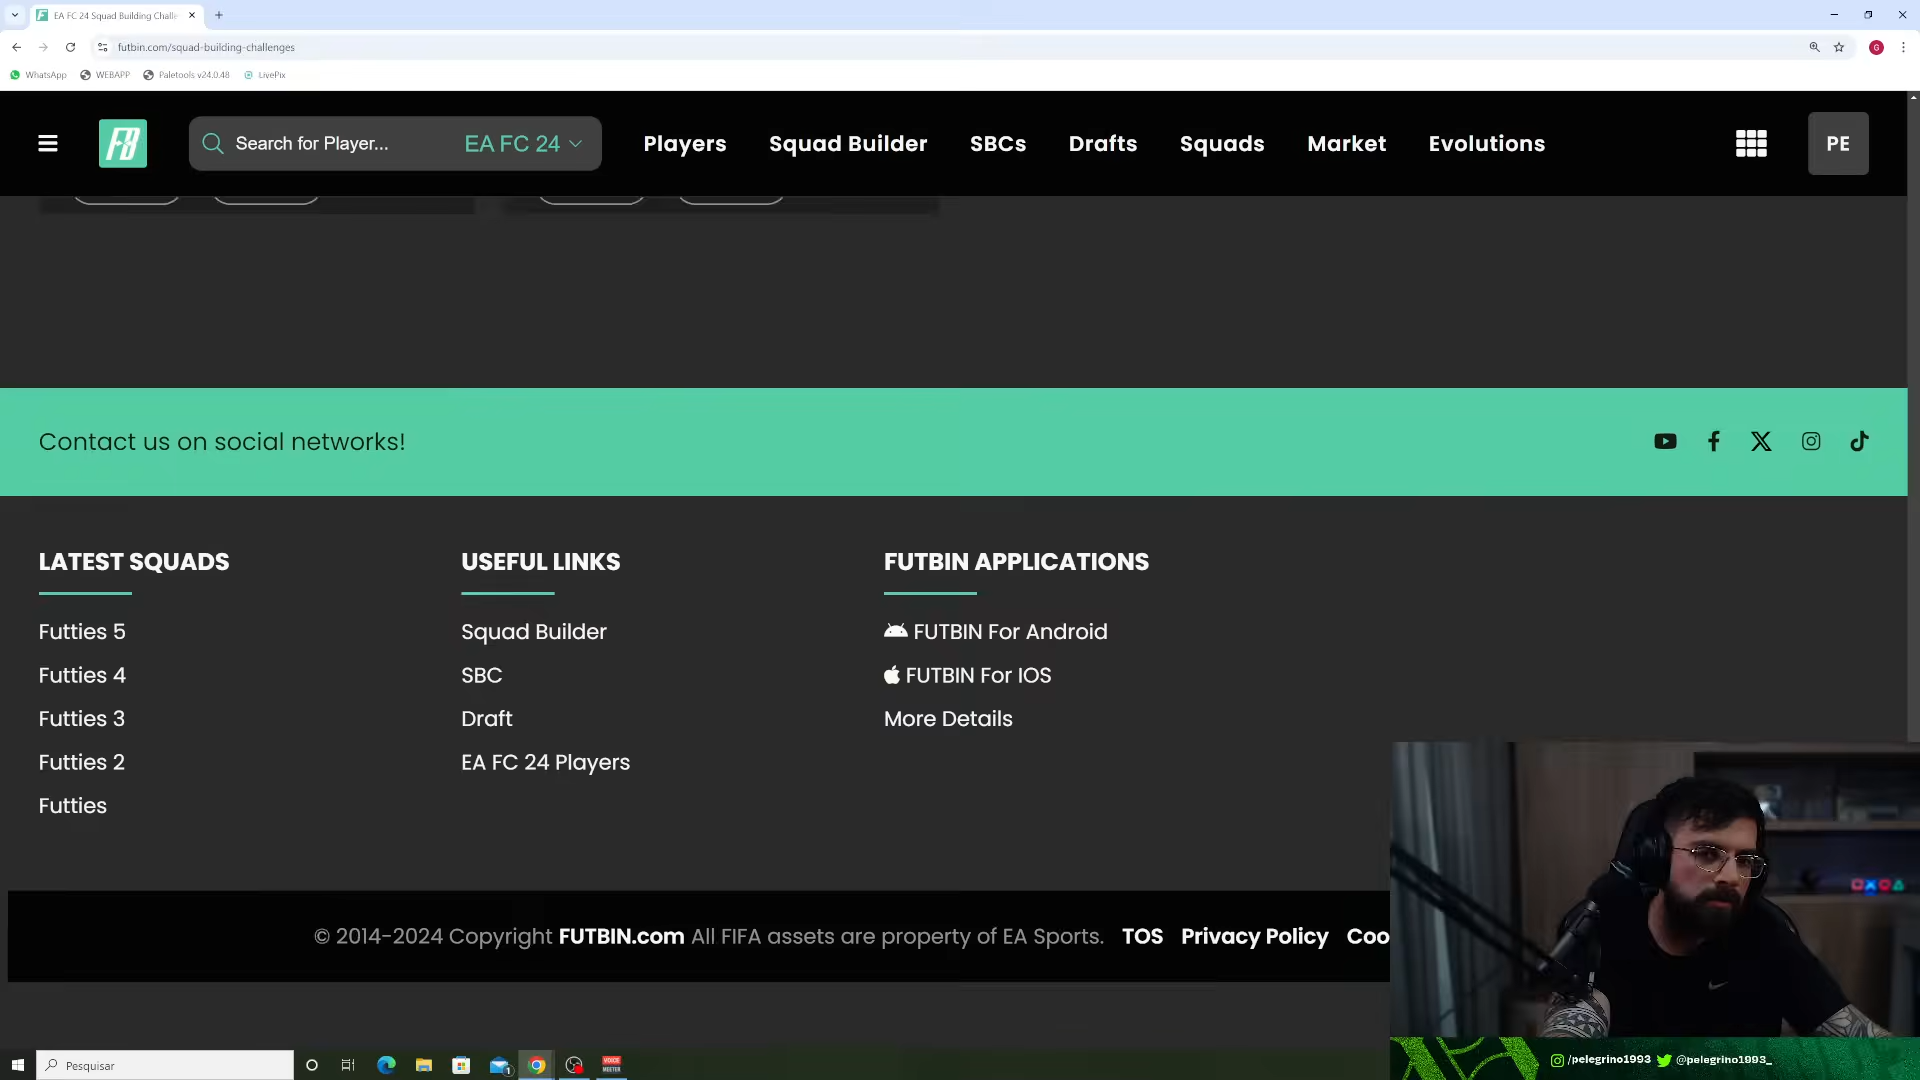 EA FC 24 Squad Building Challe
futbin.com/squad-building-challenges
G
WhatsApp
WEBAPP
Paletools v24.0.48
LivePix
Search for Player...
EA FC 24
Players
Squad Builder
SBCs
Drafts
Squads
Market
Evolutions
PE
Contact us on social networks!
LATEST SQUADS
Futties 5
Futties 4
Futties 3
Futties 2
Futties
USEFUL LINKS
Squad Builder
SBC
Draft
EA FC 24 Players
FUTBIN APPLICATIONS
FUTBIN For Android
FUTBIN For IOS
More Details
© 2014-2024 Copyright FUTBIN.com All FIFA assets are property of EA Sports. TOS Privacy Policy Coo
Pesquisar
1
VOICE
MEETER
/pelegrino1993
@pelegrino1993_